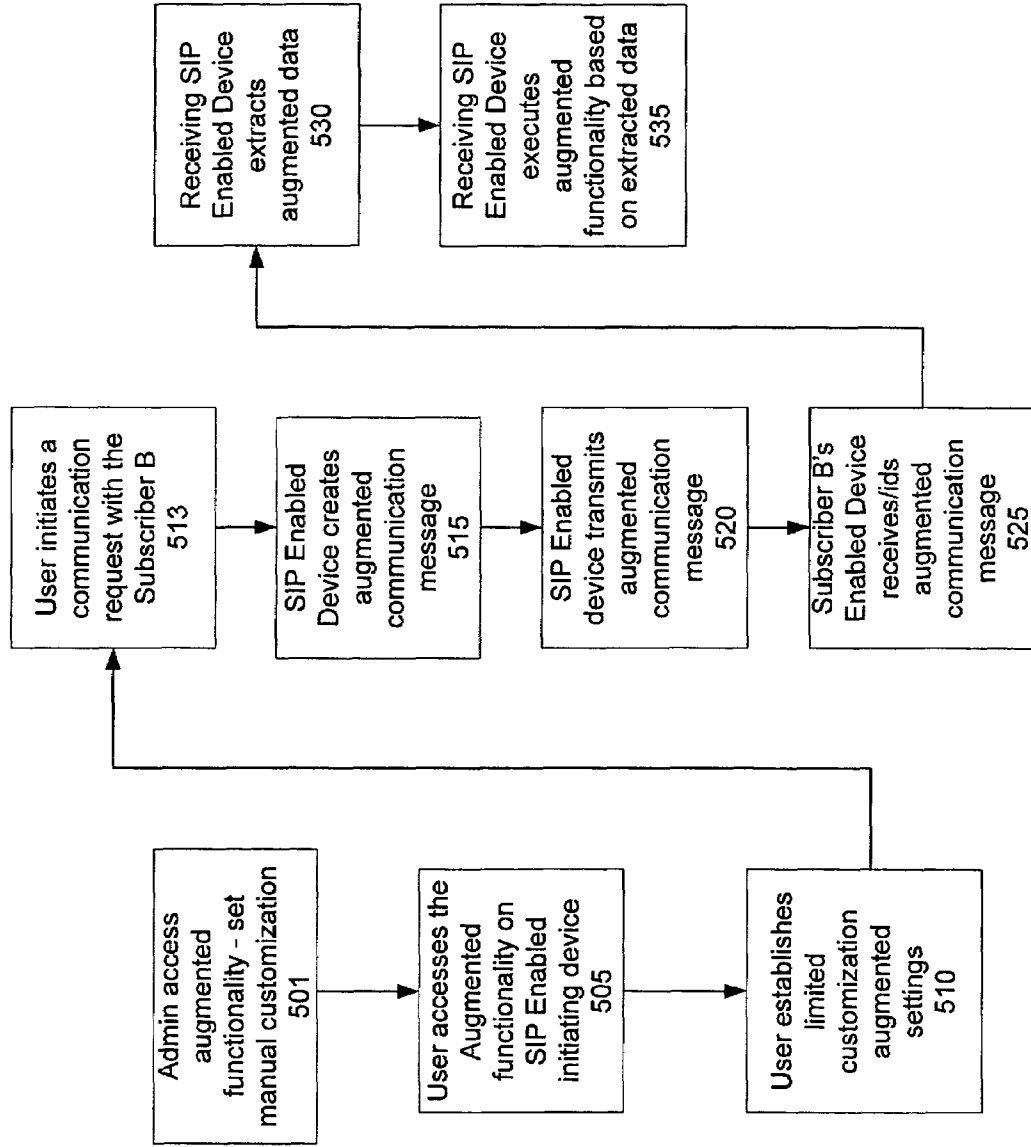 Admin access
augmented
functionality - set
manual customization
501
User accesses the
Augmented
functionality on
SIP Enabled
initiating device
505
User establishes
limited
customization
augmented
settings
510
User initiates a
communication
request with the
Subscriber B
513
SIP Enabled
Device creates
augmented
communication
message
515
SIP Enabled
device transmits
augmented
communication
message
520
Subscriber B's
Enabled Device
receives/ids
augmented
communication
message
525
Receiving SIP
Enabled Device
extracts
augmented data
530
Receiving SIP
Enabled Device
executes
augmented
functionality based
on extracted data
535